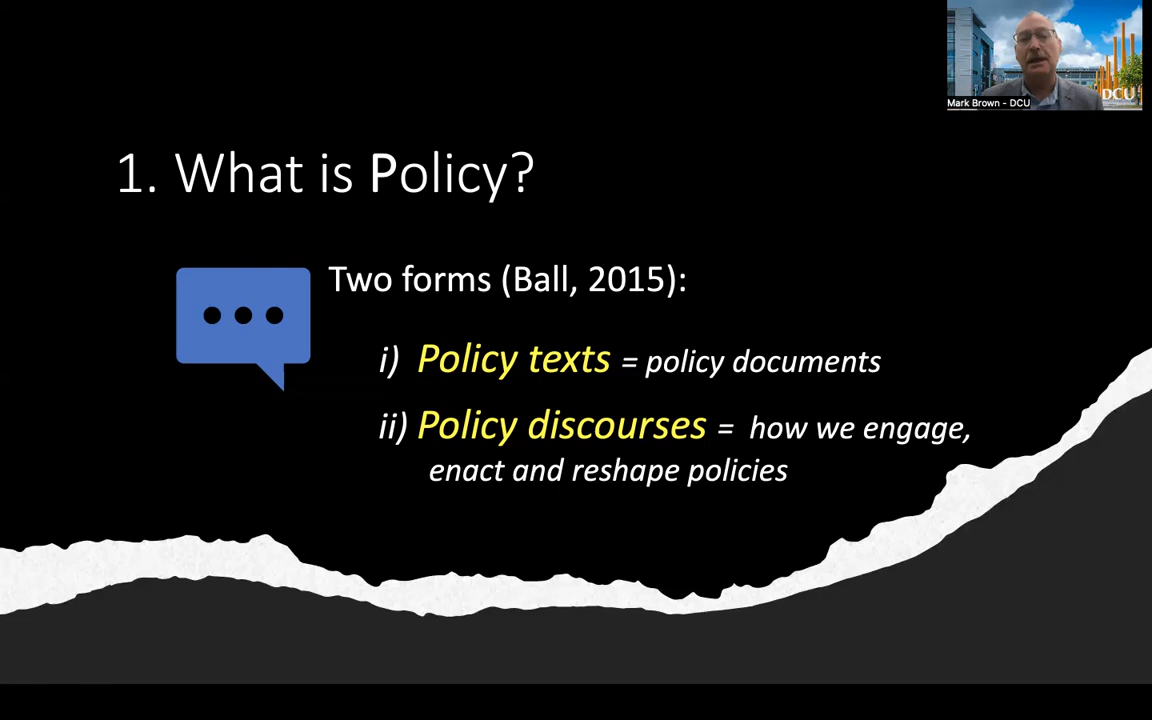 Mark Brown - DCU
DCU
1. What is Policy?
Two forms (Ball, 2015):
i) Policy texts = policy documents
ii) Policy discourses = how we engage,
enact and reshape policies